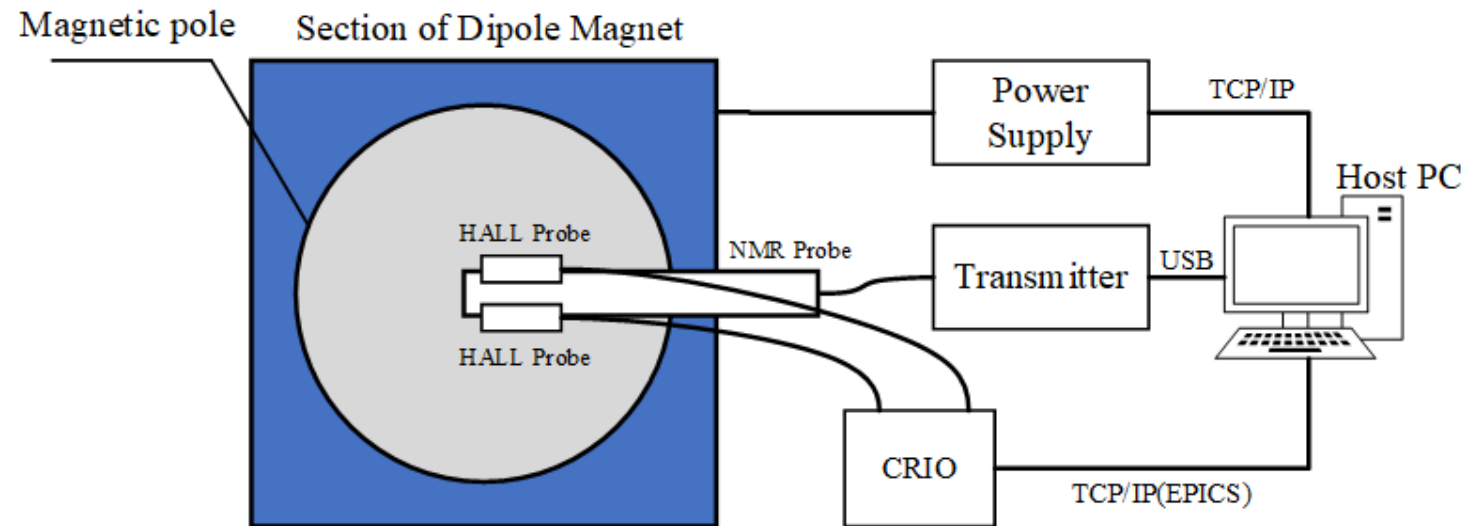 Magnetic pole
Section of Dipole Magnet
Power
Supply
TCP/IP
Host PC
HALL Probe
NMR Probe
Transmitter
USB
HALL Probe
CRIO
TCP/IP(EPICS)